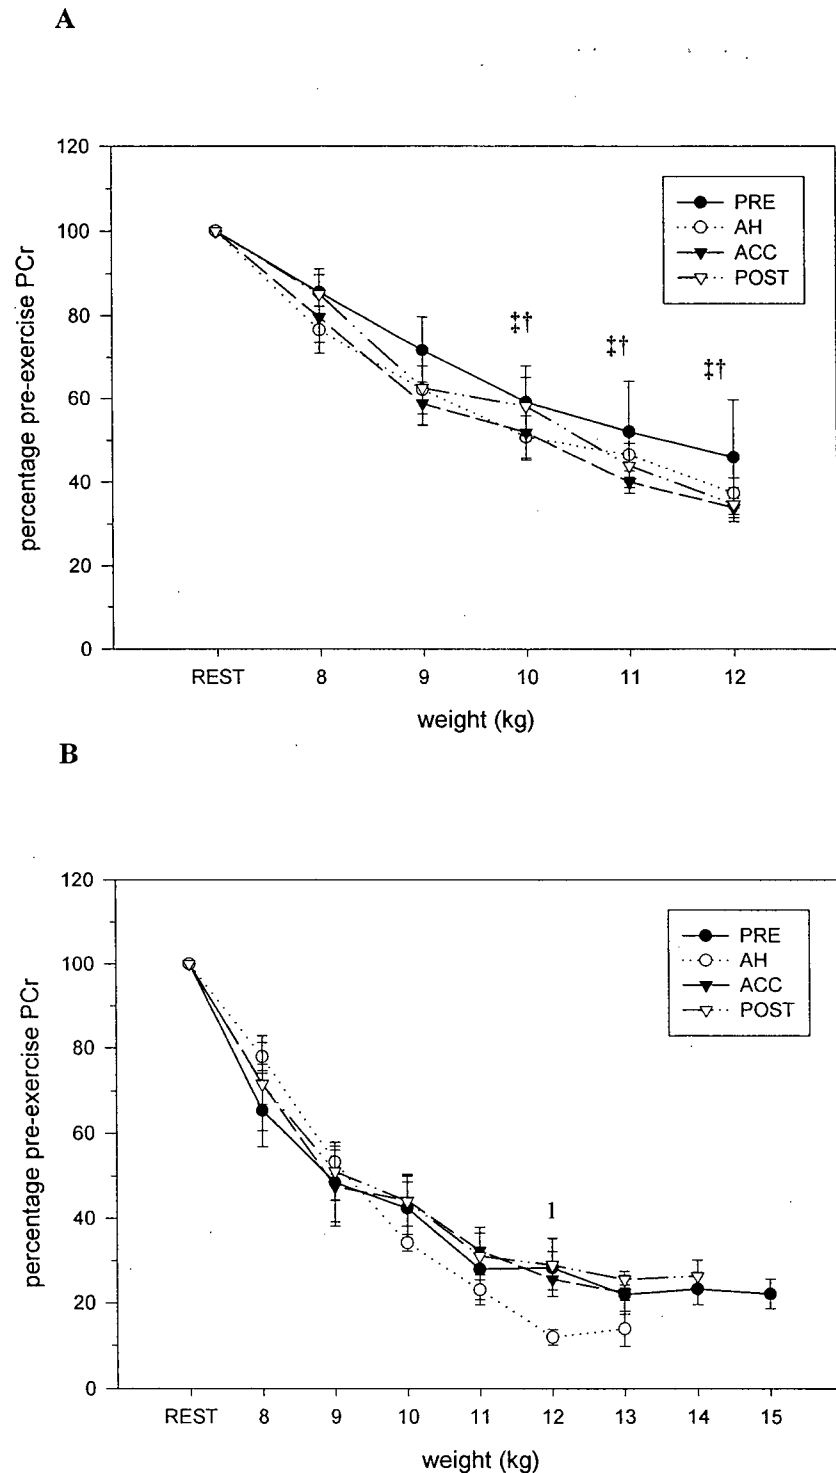 A
120
100
80
60
40
20
0
percentage pre-exercise PCr
PRE
AH
ACC
POST
‡†
‡†
‡†
REST 8 9 10 11 12
weight (kg)
B
120
100
80
60
40
20
0
percentage pre-exercise PCr
PRE
AH
ACC
POST
1
REST 8 9 10 11 12 13 14 15
weight (kg)